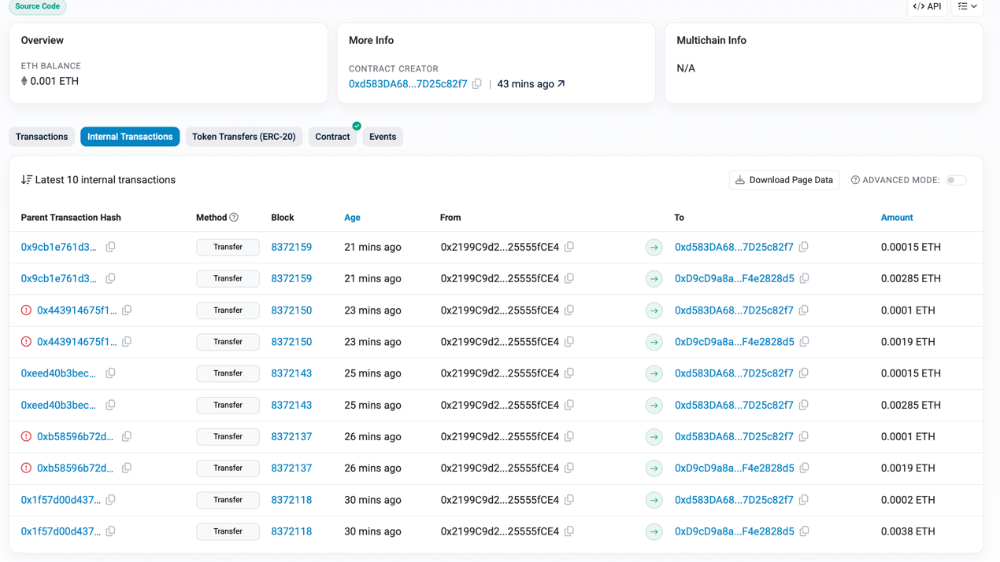 Source Code
</> API
Overview
ETH BALANCE
0.001 ETH
More Info
CONTRACT CREATOR
0xd583DA68...7D25c82f7 | 43 mins ago
Multichain Info
N/A
Transactions Internal Transactions Token Transfers (ERC-20) Contract Events
Latest 10 internal transactions Download Page Data ADVANCED MODE:
Parent Transaction Hash Method Block Age From To Amount
0x9cb1e761d3... Transfer 8372159 21 mins ago 0x2199C9d2...25555fCE4 0xd583DA68...7D25c82f7 0.00015 ETH
0x9cb1e761d3... Transfer 8372159 21 mins ago 0x2199C9d2...25555fCE4 0xD9cD9a8a...F4e2828d5 0.00285 ETH
0x443914675f1... Transfer 8372150 23 mins ago 0x2199C9d2...25555fCE4 0xd583DA68...7D25c82f7 0.0001 ETH
0x443914675f1... Transfer 8372150 23 mins ago 0x2199C9d2...25555fCE4 0xD9cD9a8a...F4e2828d5 0.0019 ETH
0xeed40b3bec... Transfer 8372143 25 mins ago 0x2199C9d2...25555fCE4 0xd583DA68...7D25c82f7 0.00015 ETH
0xeed40b3bec... Transfer 8372143 25 mins ago 0x2199C9d2...25555fCE4 0xd583DA68...7D25c82f7 0.00285 ETH
0xb58596b72d... Transfer 8372137 26 mins ago 0x2199C9d2...25555fCE4 0xd583DA68...7D25c82f7 0.0001 ETH
0xb58596b72d... Transfer 8372137 26 mins ago 0x2199C9d2...25555fCE4 0xD9cD9a8a...F4e2828d5 0.0019 ETH
0x1f57d00d437... Transfer 8372118 30 mins ago 0x2199C9d2...25555fCE4 0xd583DA68...7D25c82f7 0.0002 ETH
0x1f57d00d437... Transfer 8372118 30 mins ago 0x2199C9d2...25555fCE4 0xD9cD9a8a...F4e2828d5 0.0038 ETH